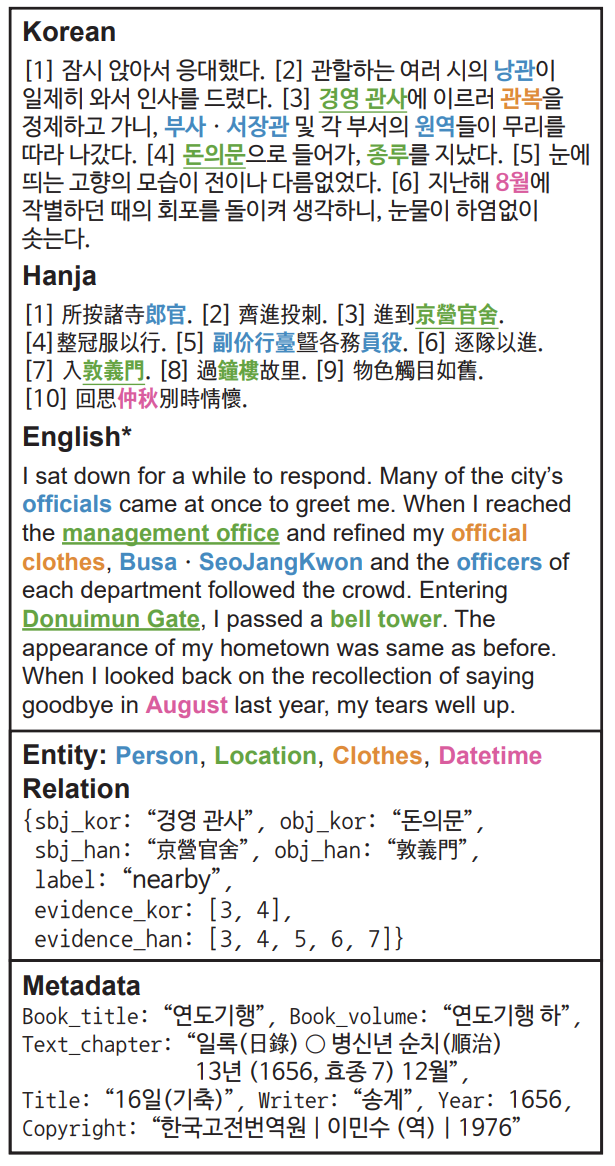 Korean
[1] 잠시 앉아서 응대했다. [2] 관할하는 여러 시의 낭관이
일제히 와서 인사를 드렸다. [3] 경영 관사에 이르러 관복을
정제하고 가니, 부사 · 서장관 및 각 부서의 원역들이 무리를
따라 나갔다. [4] 돈의문으로 들어가, 종루를 지났다. [5] 눈에
띄는 고향의 모습이 전이나 다름없었다. [6] 지난해 8월에
작별하던 때의 회포를 돌이켜 생각하니, 눈물이 하염없이
솟는다.
Hanja
[1] 所按諸寺郎官. [2] 齊進投刺. [3] 進到京營官舍.
[4] 整冠服以行. [5] 副价行臺曁各務員役. [6] 逐隊以進.
[7] 入敦義門. [8] 過鐘樓故里. [9] 物色觸目如舊.
[10] 回思仲秋別時情懷.
English*
I sat down for a while to respond. Many of the city's
officials came at once to greet me. When I reached
the management office and refined my official
clothes, Busa · SeoJangKwon and the officers of
each department followed the crowd. Entering
Donuimun Gate, I passed a bell tower. The
appearance of my hometown was same as before.
When I looked back on the recollection of saying
goodbye in August last year, my tears well up.
Entity: Person, Location, Clothes, Datetime
Relation
{sbj_kor: “경영 관사”, obj_kor: “돈의문”,
sbj_han: “京營官舍”, obj_han: “敦義門”,
label: “nearby”,
evidence_kor: [3, 4],
evidence_han: [3, 4, 5, 6, 7]}
Metadata
Book_title: “연도기행”, Book_volume: “연도기행 하”,
Text_chapter: “일록(日錄) ○ 병신년 순치(順治)
13년 (1656, 효종 7) 12월”,
Title: “16일(기축)”, Writer: “송계”, Year: 1656,
Copyright: “한국고전번역원 | 이민수 (역) | 1976”